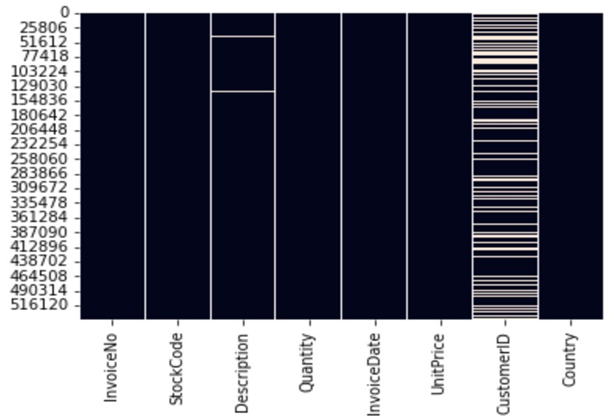 0
25806
51612
77418
103224
129030
154836
180642
206448
232254
258060
283866
309672
335478
361284
387090
412896
438702
464508
490314
516120
InvoiceNo
StockCode
Description
Quantity
InvoiceDate
UnitPrice
CustomerID
Country